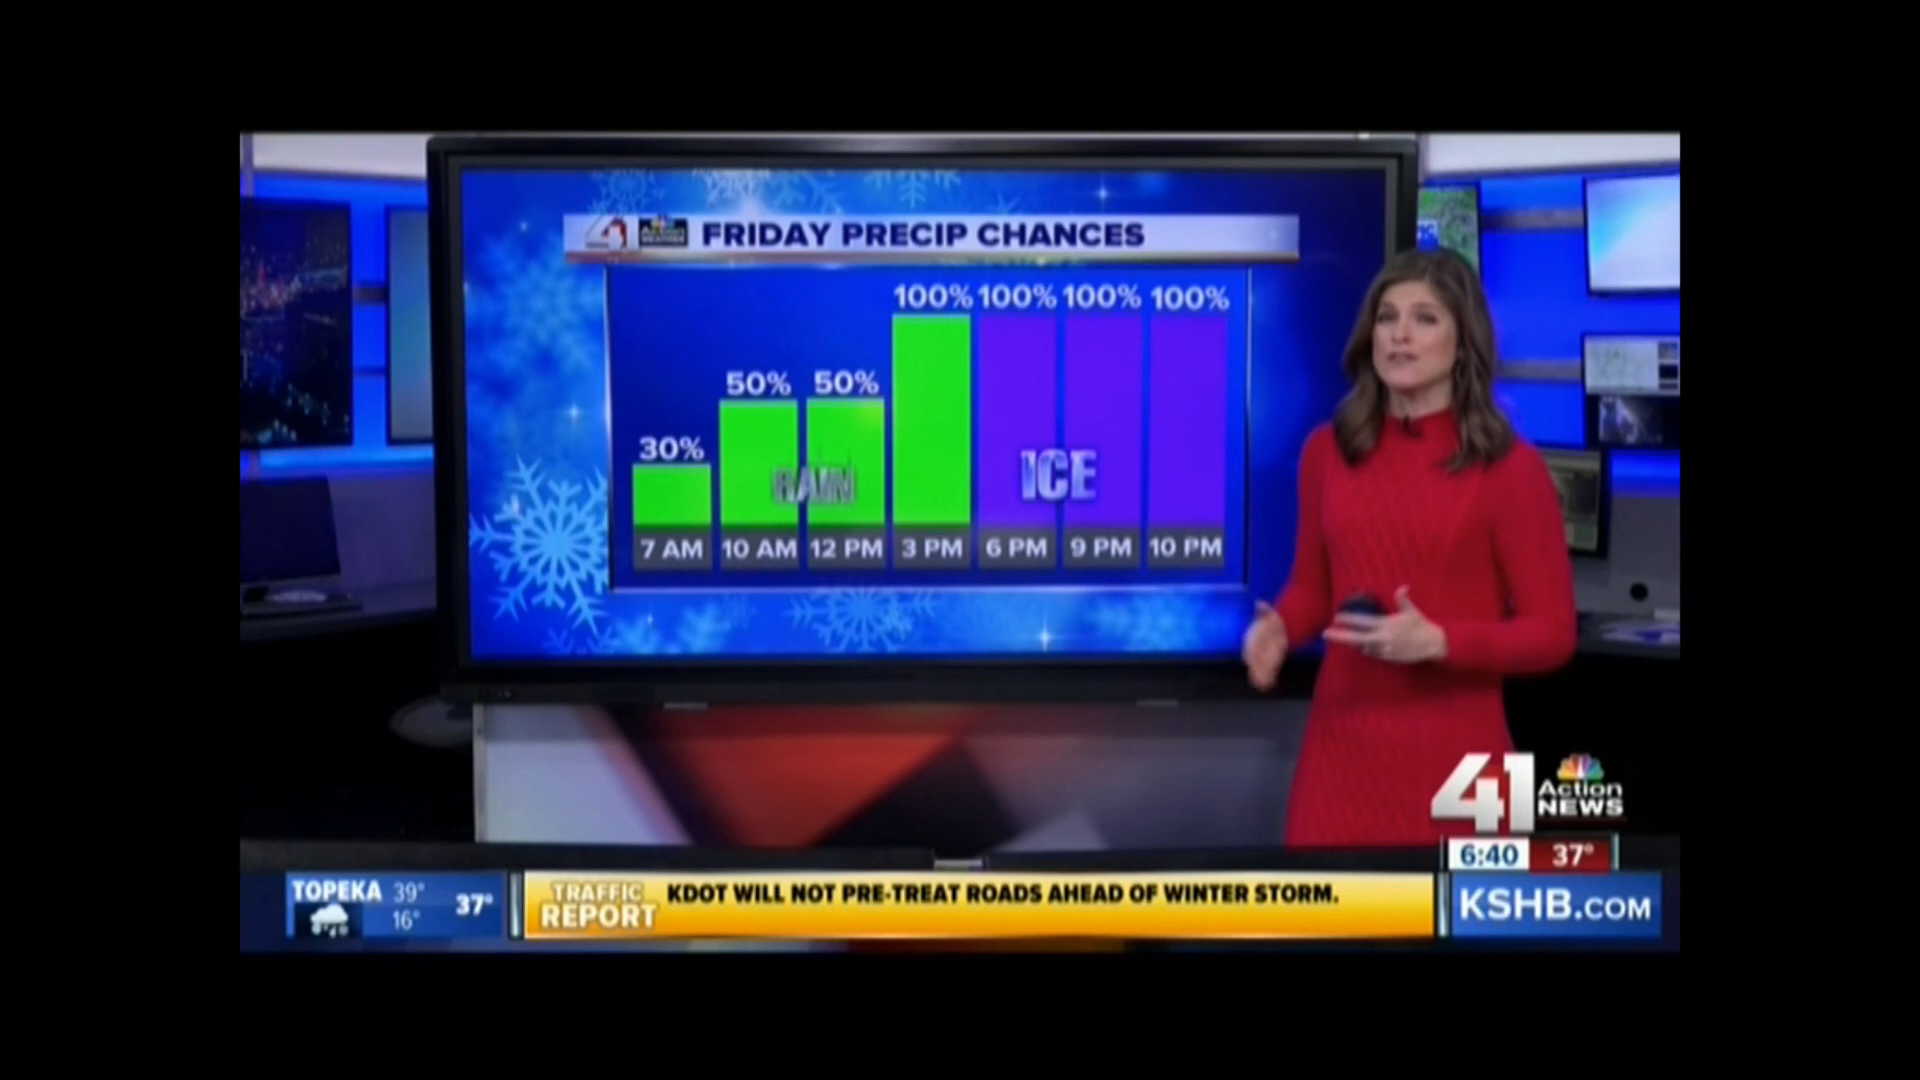 FRIDAY PRECIP CHANCES
100% 100% 100% 100%
50% 50%
30%
RAIN
ICE
7 AM 10 AM 12 PM 3 PM 6 PM 9 PM 10 PM
41 Action
NEWS
6:40 37°
TOPEKA 39° 37°
16°
TRAFFIC
REPORT
KDOT WILL NOT PRE-TREAT ROADS AHEAD OF WINTER STORM.
KSHB.COM